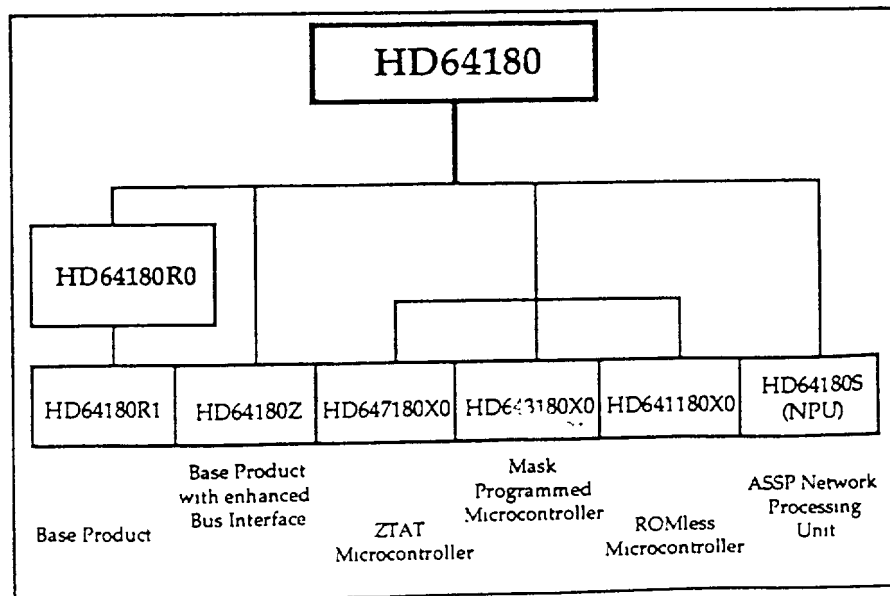 HD64180
HD64180R0
HD64180R1
HD64180Z
HD647180X0
HD643180X0
HD641180X0
HD64180S
(NPU)
Base Product
Base Product
with enhanced
Bus Interface
ZTAT
Microcontroller
Mask
Programmed
Microcontroller
ROMless
Microcontroller
ASSP Network
Processing
Unit